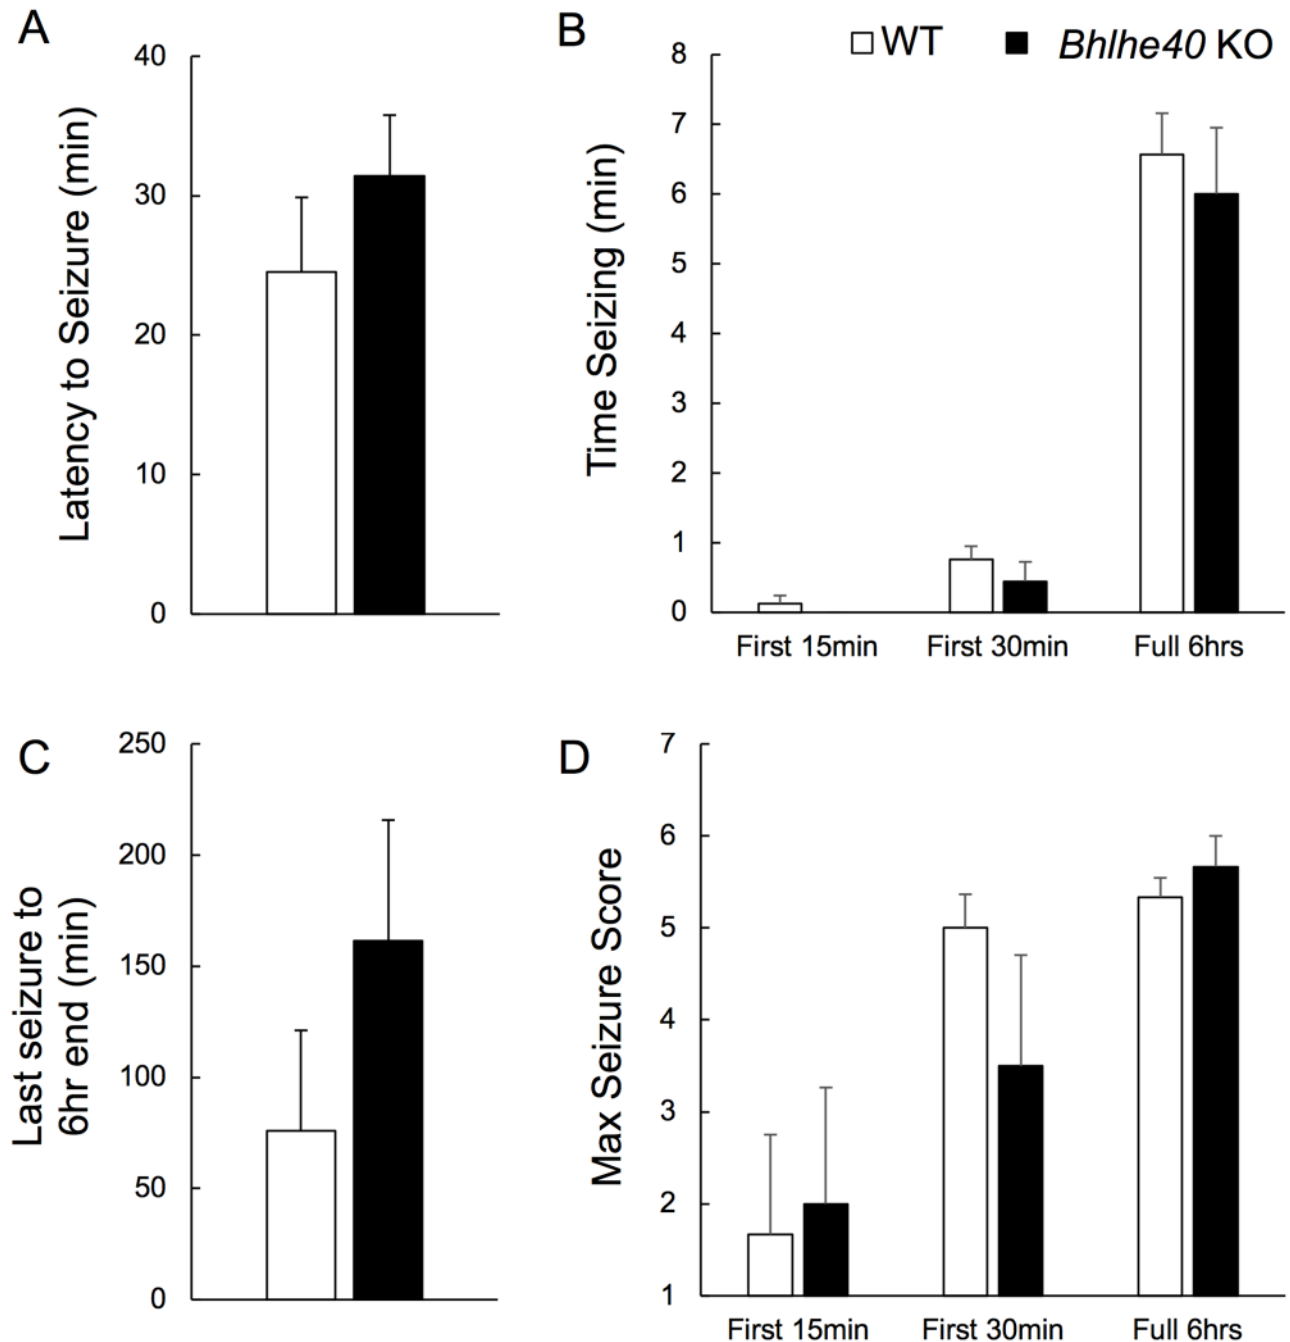 A
Latency to Seizure (min)
40
30
20
10
0
B
WT
Bhlhe40 KO
Time Seizing (min)
8
7
6
5
4
3
2
1
0
First 15min
First 30min
Full 6hrs
C
Last seizure to
6hr end (min)
250
200
150
100
50
0
D
Max Seizure Score
7
6
5
4
3
2
1
First 15min
First 30min
Full 6hrs